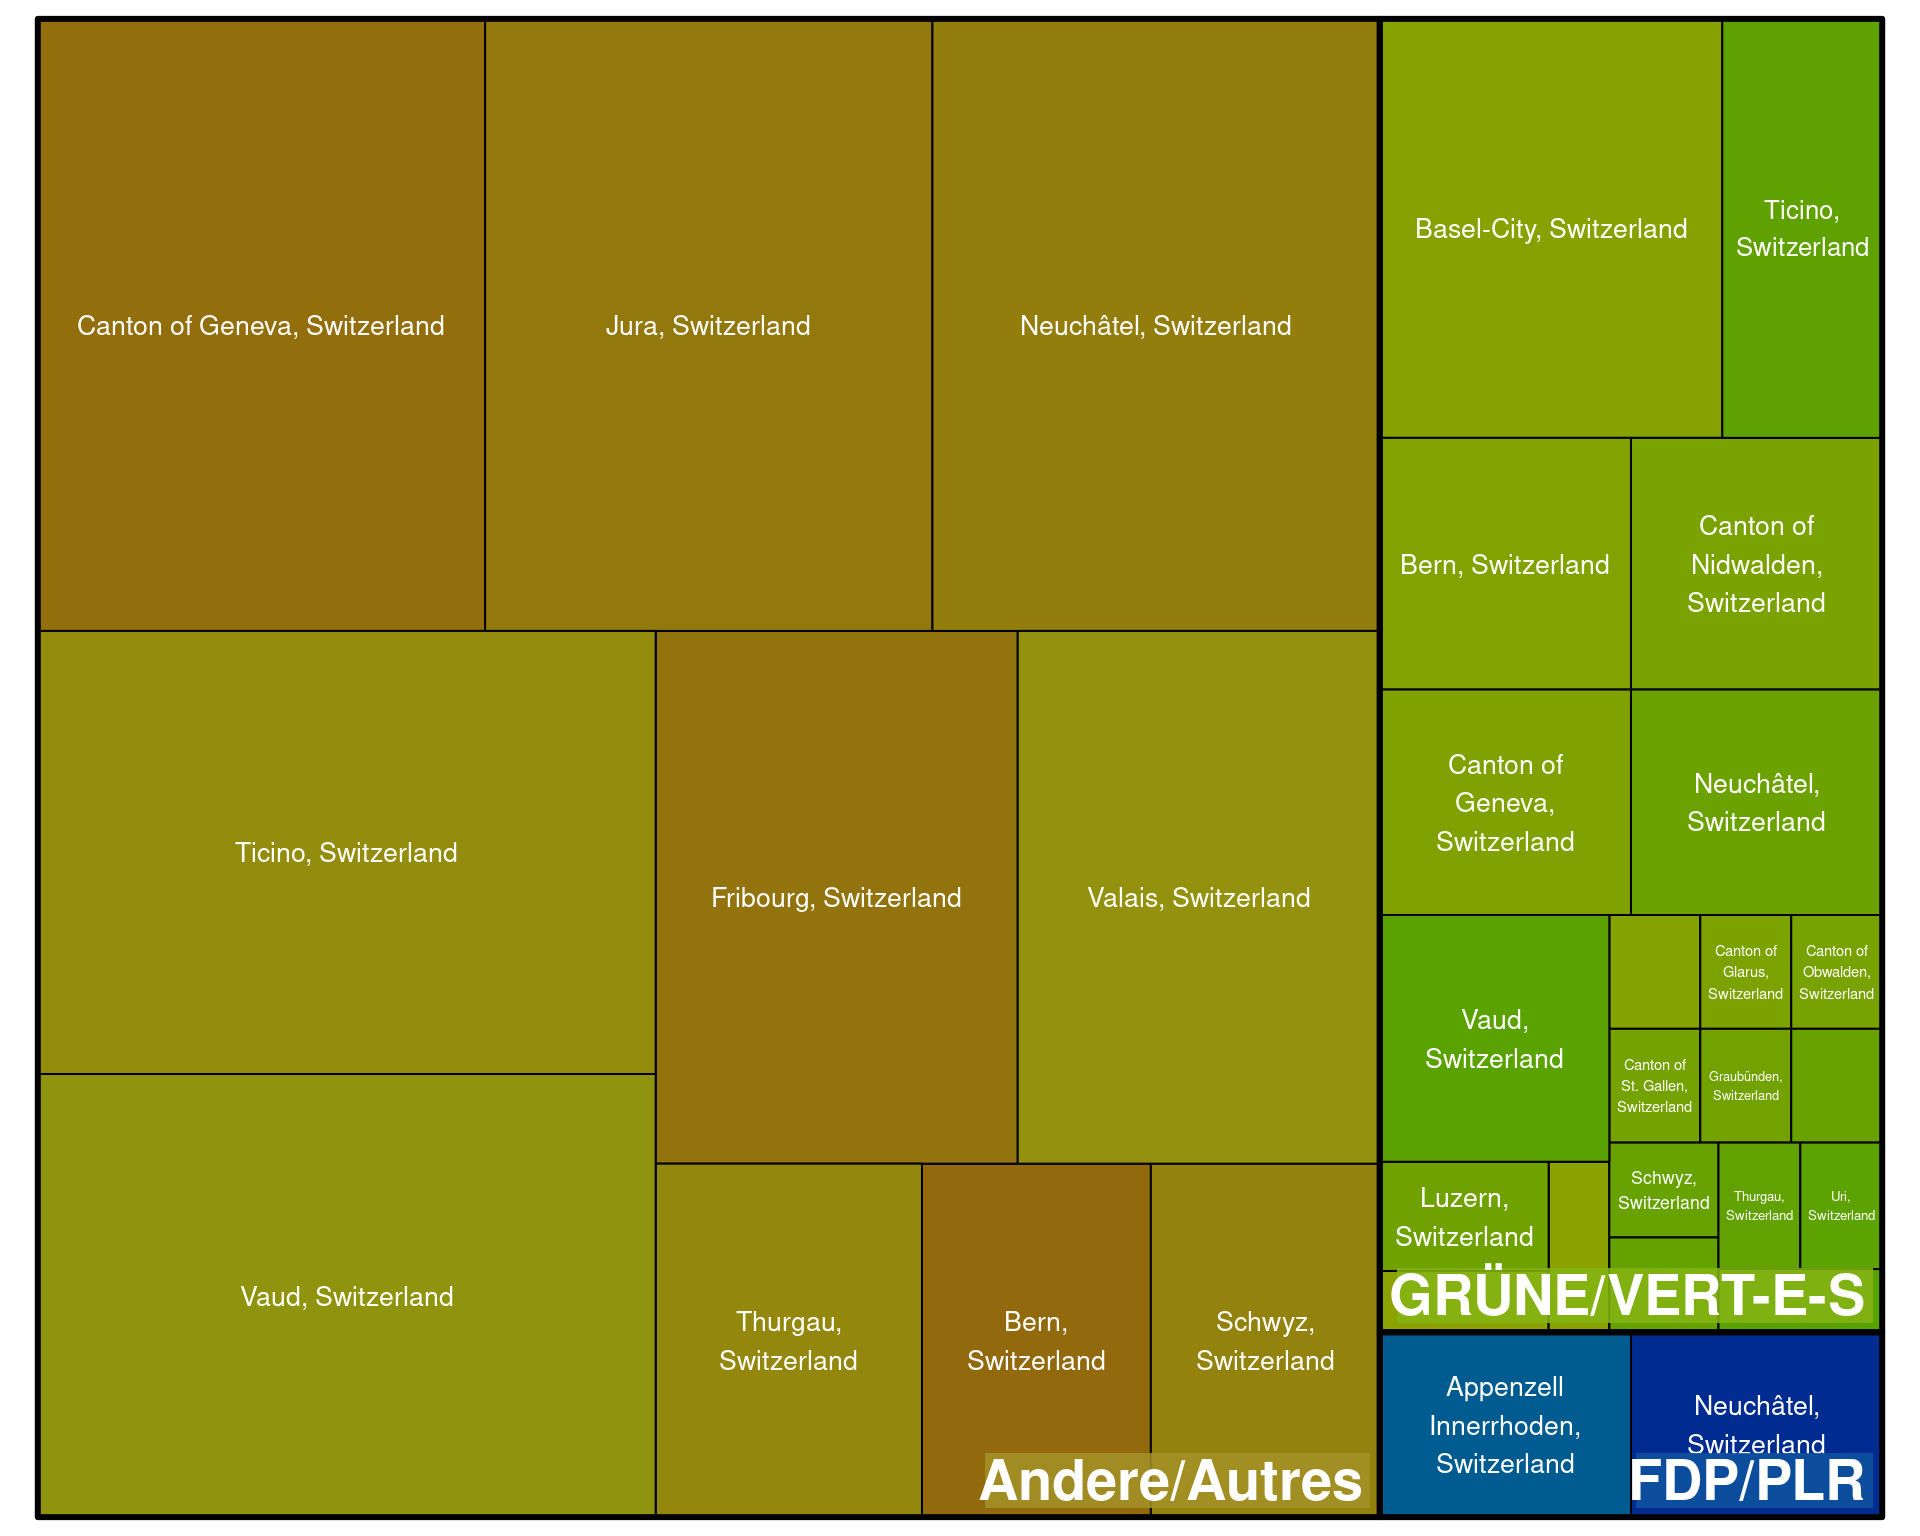 Canton of Geneva, Switzerland
Jura, Switzerland
Neuchâtel, Switzerland
Ticino, Switzerland
Fribourg, Switzerland
Valais, Switzerland
Vaud, Switzerland
Thurgau,
Switzerland
Bern,
Switzerland
Schwyz,
Switzerland
Andere/Autres
Basel-City, Switzerland
Ticino,
Switzerland
Bern, Switzerland
Canton of
Nidwalden,
Switzerland
Canton of
Geneva,
Switzerland
Neuchâtel,
Switzerland
Vaud,
Switzerland
Canton of
Glarus,
Switzerland
Canton of
Obwalden,
Switzerland
Canton of
St. Gallen,
Switzerland
Graubünden,
Switzerland
Luzern,
Switzerland
Schwyz,
Switzerland
Thurgau,
Switzerland
Uri,
Switzerland
GRÜNE/VERT-E-S
Appenzell
Innerrhoden,
Switzerland
Neuchâtel,
Switzerland
FDP/PLR